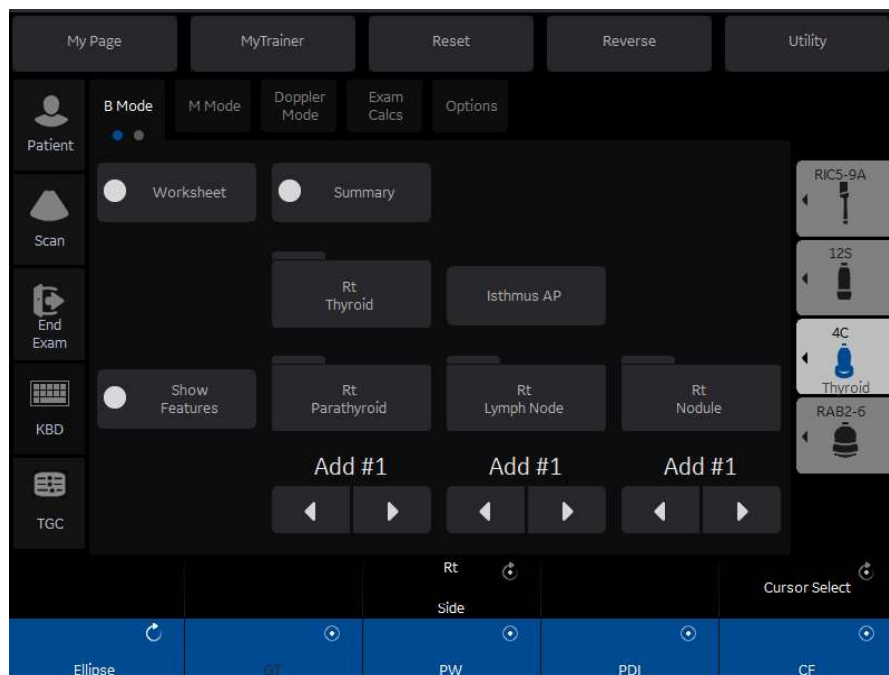 My Page
MyTrainer
Reset
Reverse
Utility
Patient
Scan
End
Exam
KBD
TGC
B Mode
M Mode
Doppler
Mode
Exam
Calcs
Options
Worksheet
Summary
Rt
Thyroid
Isthmus AP
Show
Features
Rt
Parathyroid
Rt
Lymph Node
Rt
Nodule
Add #1
Add #1
Add #1
RIC5-9A
12S
4C
Thyroid
RAB2-6
Rt
Side
Cursor Select
Ellipse
GT
PW
PDI
CF